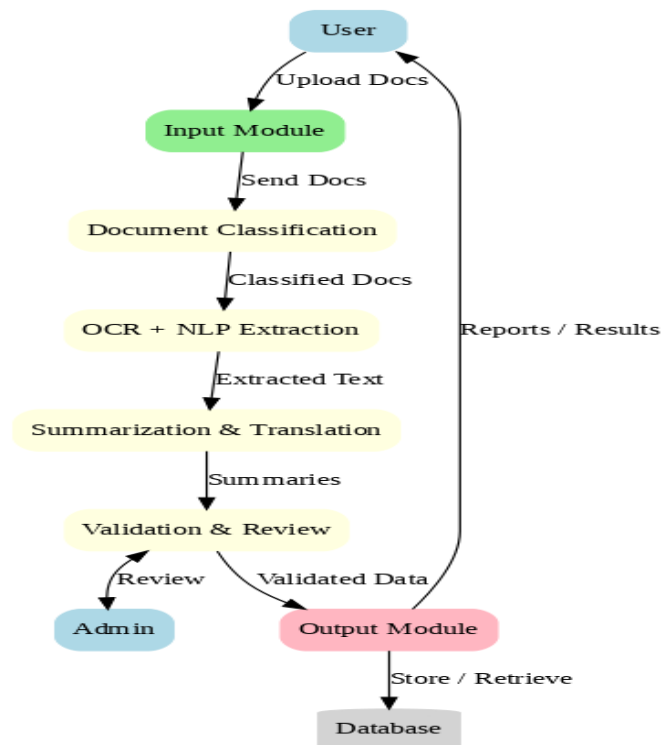 User
Upload Docs
Input Module
Send Docs
Document Classification
Classified Docs
OCR + NLP Extraction
Reports / Results
Extracted Text
Summarization & Translation
Summaries
Validation & Review
Review
Validated Data
Admin
Output Module
Store / Retrieve
Database